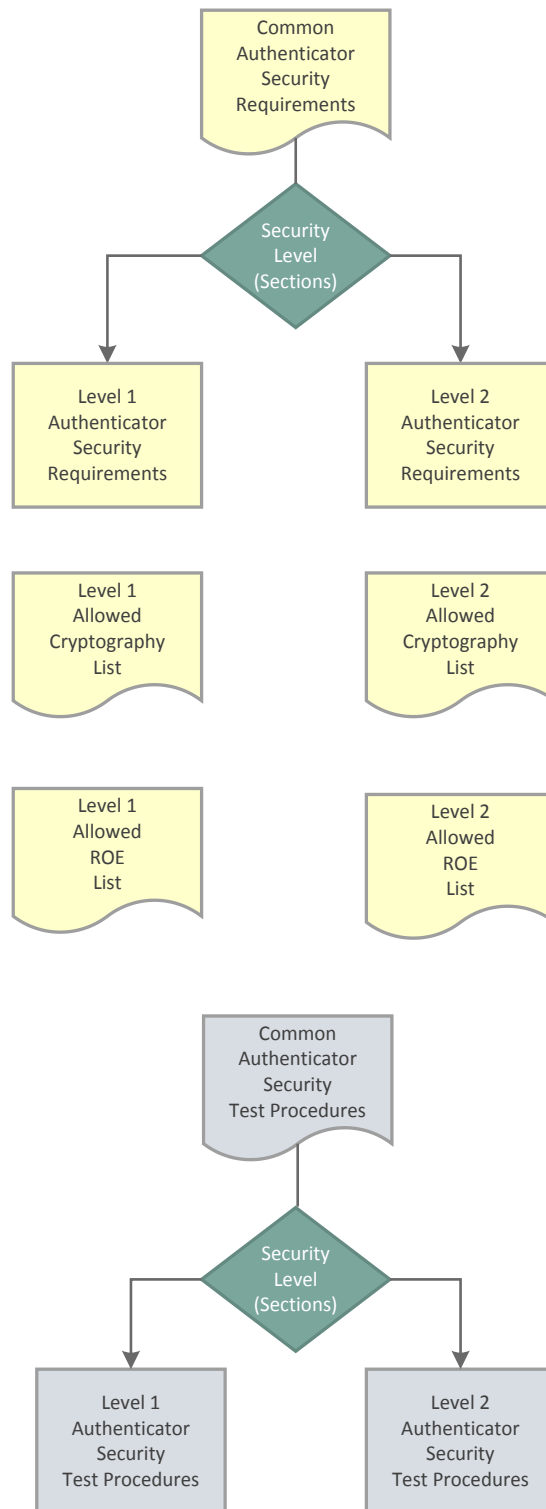 Common
Authenticator
Security
Requirements
Security
Level
(Sections)
Level 1
Authenticator
Security
Requirements
Level 2
Authenticator
Security
Requirements
Level 1
Allowed
Cryptography
List
Level 2
Allowed
Cryptography
List
Level 1
Allowed
ROE
List
Level 2
Allowed
ROE
List
Common
Authenticator
Security
Test Procedures
Security
Level
(Sections)
Level 1
Authenticator
Security
Test Procedures
Level 2
Authenticator
Security
Test Procedures